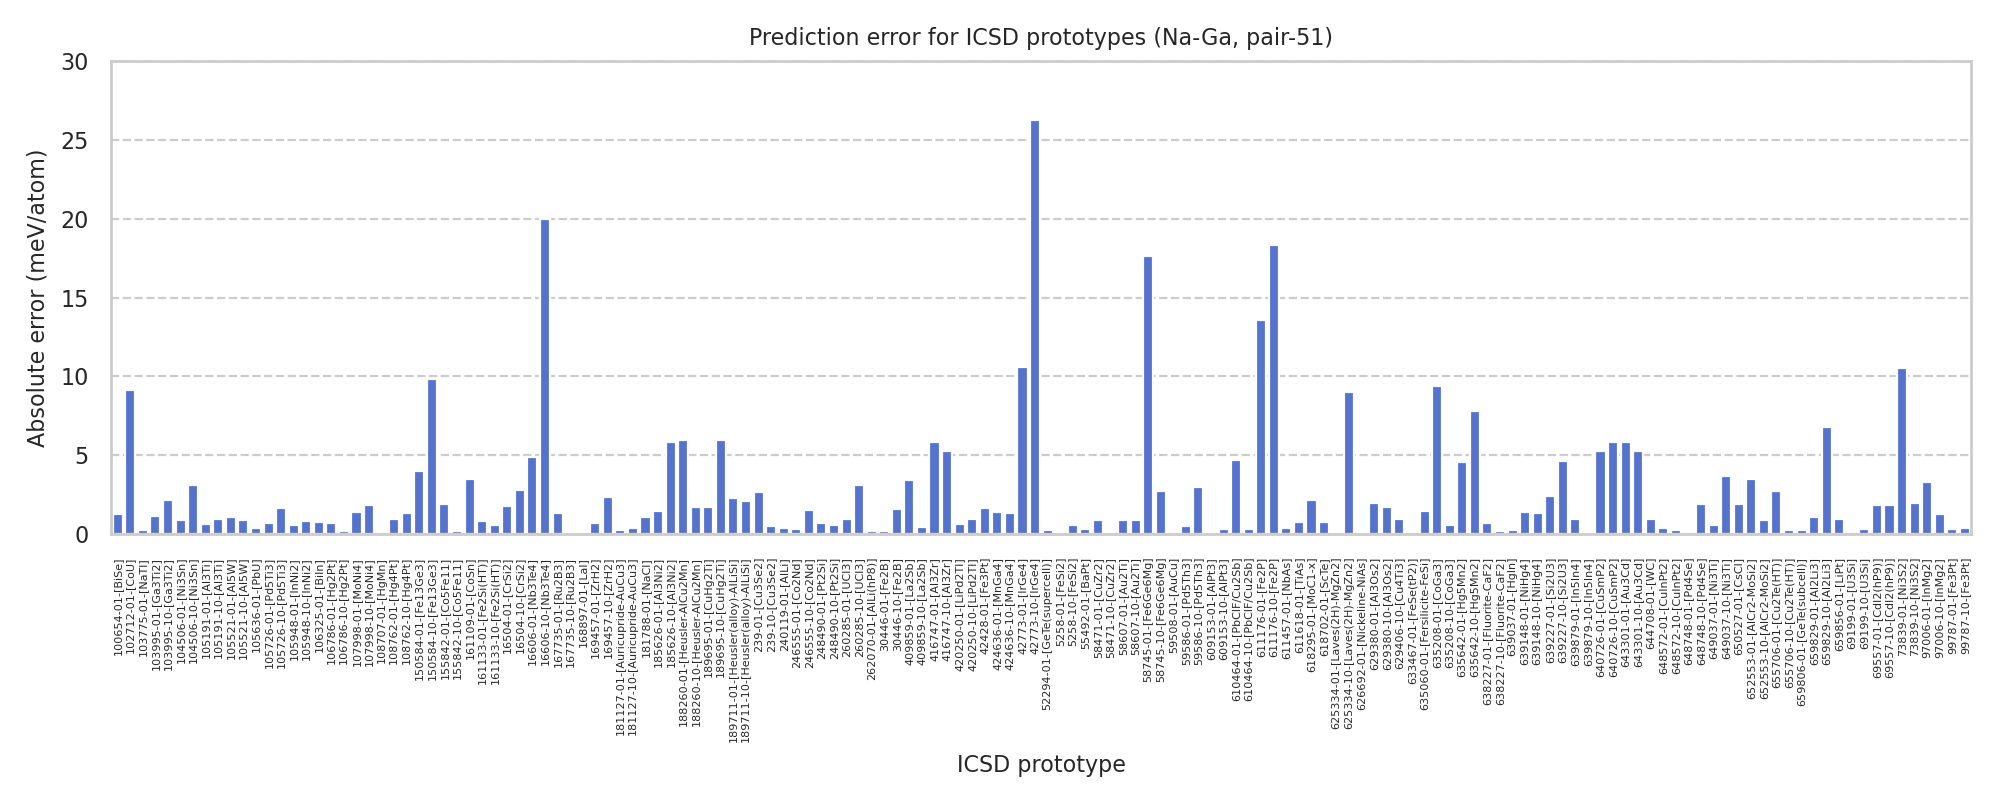 Prediction error for ICSD prototypes (Na-Ga, pair-51)
Absolute error (meV/atom)
30
25
20
15
10
5
0
100654-01-[BiSe]
102712-01-[CoU]
103775-01-[NaTl]
103995-01-[Ga3Ti2]
103995-10-[Ga3Ti2]
104506-01-[Ni3Sn]
104506-10-[Ni3Sn]
105191-01-[Al3Ti]
105191-10-[Al3Ti]
105521-01-[Al5W]
105521-10-[Al5W]
105636-01-[PbU]
105726-01-[Pd5Ti3]
105726-10-[Pd5Ti3]
105948-01-[InNi2]
105948-10-[InNi2]
106325-01-[BiIn]
106786-01-[Hg2Pt]
106786-10-[Hg2Pt]
107998-01-[MoNi4]
107998-10-[MoNi4]
108707-01-[HgMn]
108762-01-[Hg4Pt]
108762-10-[Hg4Pt]
150584-01-[Fe13Ge3]
150584-10-[Fe13Ge3]
155842-01-[Co5Fe11]
155842-10-[Co5Fe11]
161109-01-[CoSn]
161133-01-[Fe2Si(HT)]
161133-10-[Fe2Si(HT)]
16504-01-[CrSi2]
16504-10-[CrSi2]
16606-01-[Nb3Te4]
16606-10-[Nb3Te4]
167735-01-[Ru2B3]
167735-10-[Ru2B3]
168897-01-[LaI]
169457-01-[ZrH2]
169457-10-[ZrH2]
181127-01-[Auricupride-AuCu3]
181127-10-[Auricupride-AuCu3]
181788-01-[NaCl]
185626-01-[Al3Ni2]
185626-10-[Al3Ni2]
188260-01-[Heusler-AlCu2Mn]
188260-10-[Heusler-AlCu2Mn]
189695-01-[CuHg2Ti]
189695-10-[CuHg2Ti]
189711-01-[Heusler(alloy)-AlLiSi]
189711-10-[Heusler(alloy)-AlLiSi]
239-01-[Cu3Se2]
239-10-[Cu3Se2]
240119-01-[AlLi]
246555-01-[Co2Nd]
246555-10-[Co2Nd]
248490-01-[Pt2Si]
248490-10-[Pt2Si]
260285-01-[UCl3]
260285-10-[UCl3]
262070-01-[AlLi(hP8)]
30446-01-[Fe2B]
30446-10-[Fe2B]
409859-01-[La2Sb]
409859-10-[La2Sb]
416747-01-[Al3Zr]
416747-10-[Al3Zr]
420250-01-[LiPd2Tl]
420250-10-[LiPd2Tl]
42428-01-[Fe3Pt]
424636-01-[MnGa4]
424636-10-[MnGa4]
42773-01-[IrGe4]
42773-10-[IrGe4]
52294-01-[GeTe(supercell)]
5258-01-[FeSi2]
5258-10-[FeSi2]
55492-01-[BaPt]
58471-01-[CuZr2]
58471-10-[CuZr2]
58607-01-[Au2Ti]
58607-10-[Au2Ti]
58745-01-[Fe6Ge6Mg]
58745-10-[Fe6Ge6Mg]
59508-01-[AuCu]
59586-01-[Pd5Th3]
59586-10-[Pd5Th3]
609153-01-[AlPt3]
609153-10-[AlPt3]
610464-01-[PbClF/Cu2Sb]
610464-10-[PbClF/Cu2Sb]
611176-01-[Fe2P]
611176-10-[Fe2P]
611457-01-[NbAs]
611618-01-[TiAs]
618295-01-[MoC1-x]
618702-01-[ScTe]
625334-01-[Laves(2H)-MgZn2]
625334-10-[Laves(2H)-MgZn2]
626692-01-[Nickeline-NiAs]
629380-01-[Al3Os2]
629380-10-[Al3Os2]
629406-10-[Cu4Ti3]
633467-01-[FeSe(tP2)]
635060-01-[Fersilicite-FeSi]
635208-01-[CoGa3]
635208-10-[CoGa3]
635642-01-[Hg5Mn2]
635642-10-[Hg5Mn2]
638227-01-[Fluorite-CaF2]
638227-10-[Fluorite-CaF2]
639037-01-[HgIn]
639148-01-[NiHg4]
639148-10-[NiHg4]
639227-01-[Si2U3]
639227-10-[Si2U3]
639879-01-[In5In4]
639879-10-[In5In4]
640726-01-[CuSmP2]
640726-10-[CuSmP2]
643301-01-[Au3Cd]
643301-10-[Au3Cd]
644708-01-[WC]
648572-01-[CuInPt2]
648572-10-[CuInPt2]
648748-01-[Pd4Se]
648748-10-[Pd4Se]
649037-01-[Ni3Ti]
649037-10-[Ni3Ti]
650527-01-[CsCl]
652553-01-[AlCr2-MoSi2]
652553-10-[AlCr2-MoSi2]
655706-01-[Cu2Te(HT)]
655706-10-[Cu2Te(HT)]
659806-01-[GeTe(subcell)]
659829-01-[Al2Li3]
659829-10-[Al2Li3]
659856-01-[LiPt]
69199-01-[U3Si]
69199-10-[U3Si]
69557-01-[CdI2(hP9)]
69557-10-[CdI2(hP9)]
73839-01-[Ni3S2]
73839-10-[Ni3S2]
97006-01-[InMg2]
97006-10-[InMg2]
99787-01-[Fe3Pt]
99787-10-[Fe3Pt]
ICSD prototype